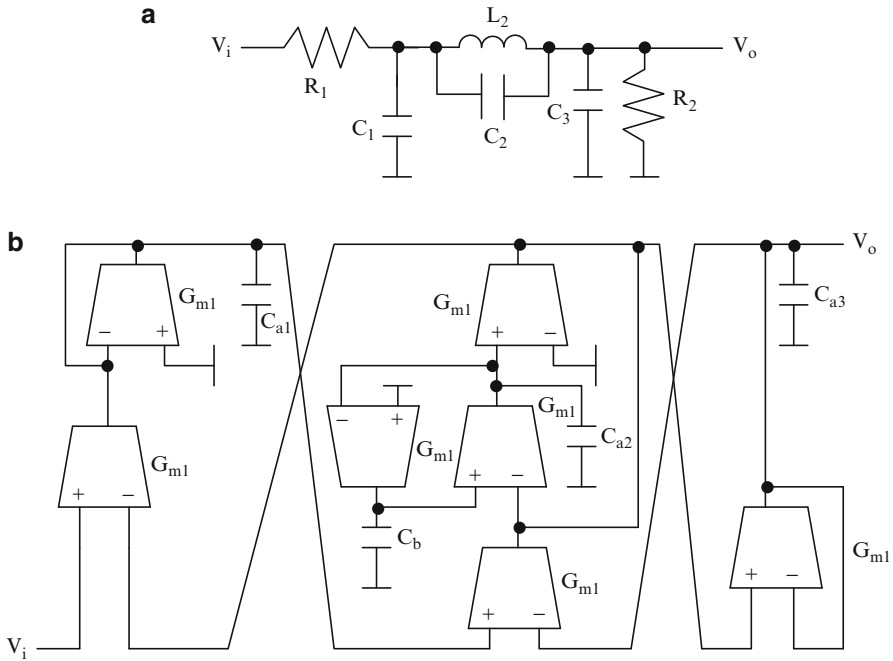 a
V_i
R_1
C_1
L_2
C_2
C_3
R_2
V_o
b
G_m1
− +
C_a1
G_m1
+ −
V_i
G_m1
+ −
− +
G_m1
G_m1
+ −
C_a2
C_b
G_m1
+ −
V_o
C_a3
G_m1
+ −